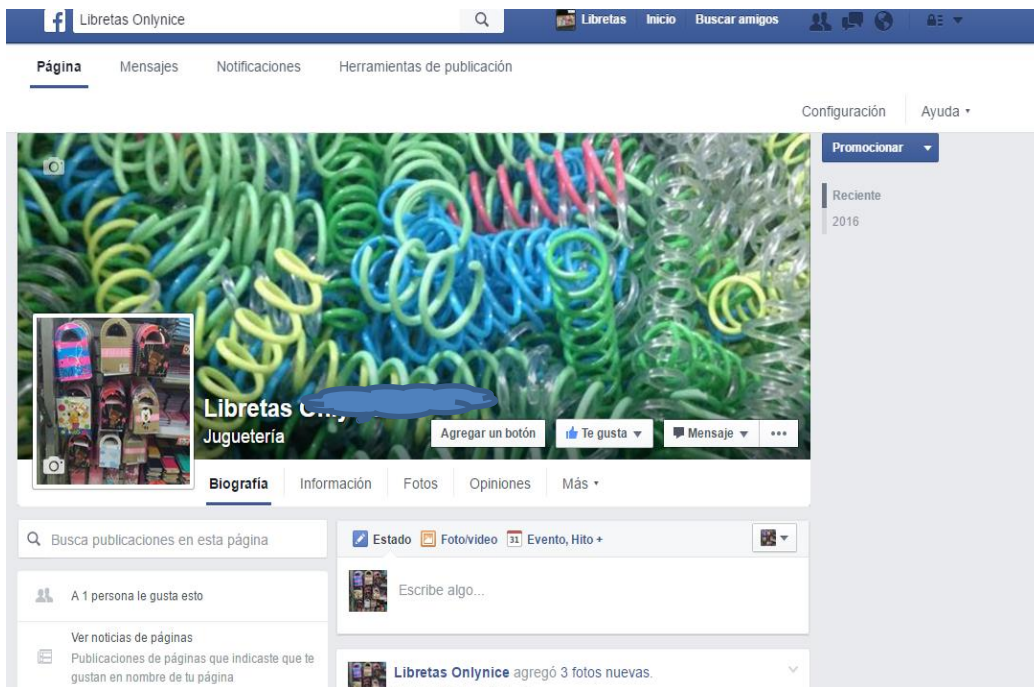 Libretas Onlynice
Libretas Inicio Buscar amigos
Página Mensajes Notificaciones Herramientas de publicación
Configuración Ayuda
Promocionar
Reciente
2016
Libretas
Juguetería
Agregar un botón Te gusta Mensaje
Biografía Información Fotos Opiniones Más
Busca publicaciones en esta página
Estado Foto/video 31 Evento, Hito +
Escribe algo...
A 1 persona le gusta esto
Ver noticias de páginas
Publicaciones de páginas que indicaste que te
gustan en nombre de tu página
Libretas Onlynice agregó 3 fotos nuevas.